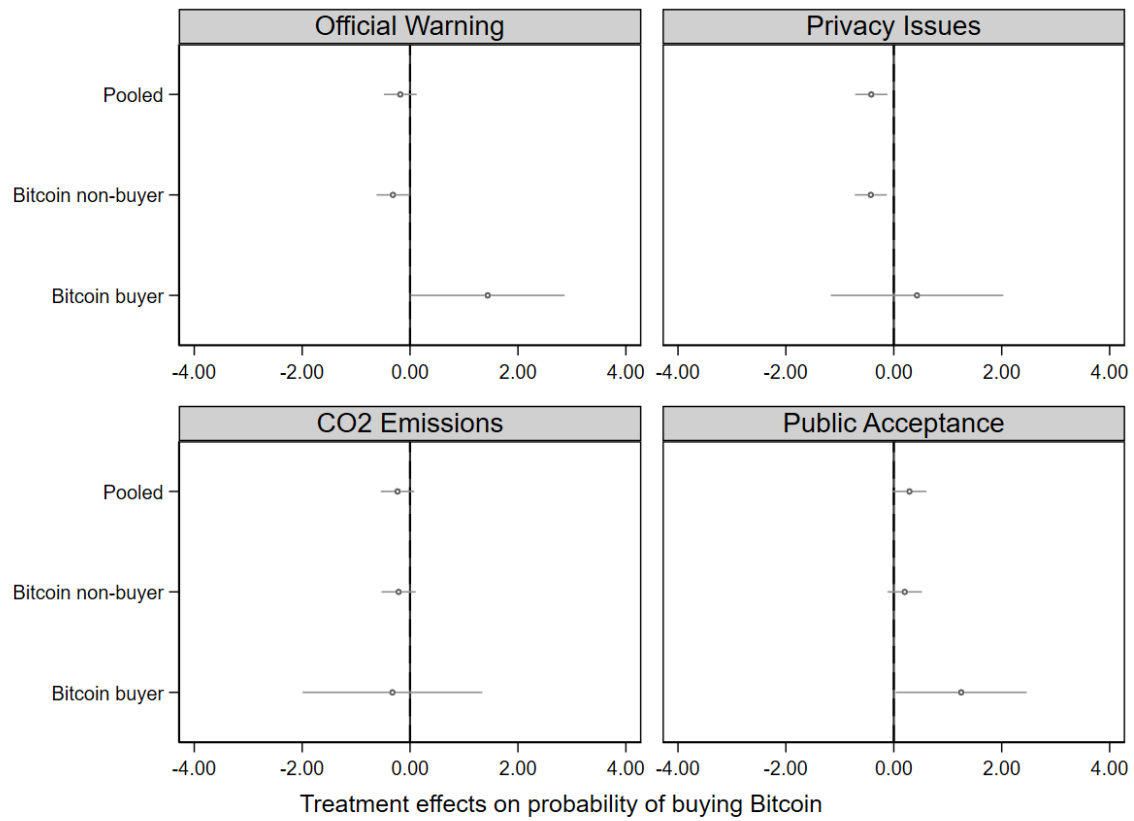 Official Warning
Privacy Issues
Pooled
Bitcoin non-buyer
Bitcoin buyer
-4.00 -2.00 0.00 2.00 4.00
-4.00 -2.00 0.00 2.00 4.00
CO2 Emissions
Public Acceptance
Pooled
Bitcoin non-buyer
Bitcoin buyer
-4.00 -2.00 0.00 2.00 4.00
-4.00 -2.00 0.00 2.00 4.00
Treatment effects on probability of buying Bitcoin